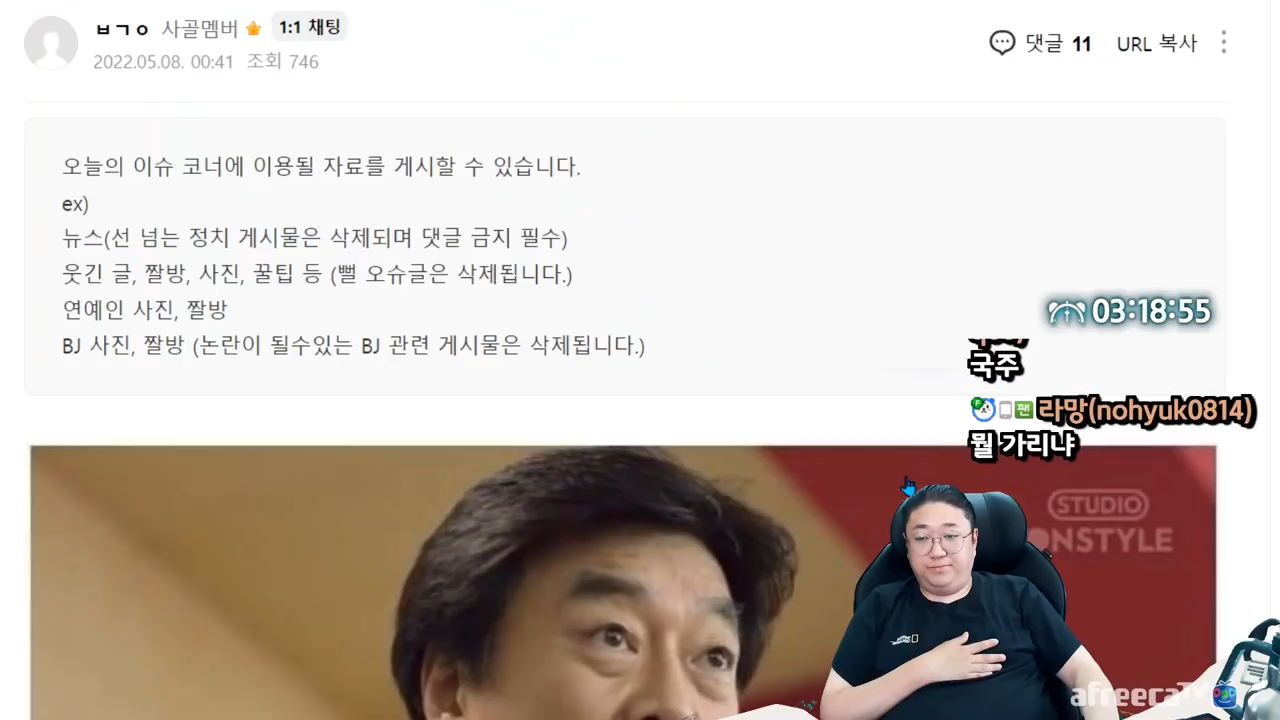 ㅂㄱㅇ 사골멤버 1:1 채팅
2022.05.08. 00:41 조회 746
댓글 11 URL 복사
오늘의 이슈 코너에 이용될 자료를 게시할 수 있습니다.
ex)
뉴스(선 넘는 정치 게시물은 삭제되며 댓글 금지 필수)
웃긴 글, 짤방, 사진, 꿀팁 등 (뻘 오슈글은 삭제됩니다.)
연예인 사진, 짤방
BJ 사진, 짤방 (논란이 될수있는 BJ 관련 게시물은 삭제됩니다.)
03:18:55
국주
팬 라망(nohyuk0814)
뭘 가리냐
STUDIO
ONSTYLE
afreecaTV